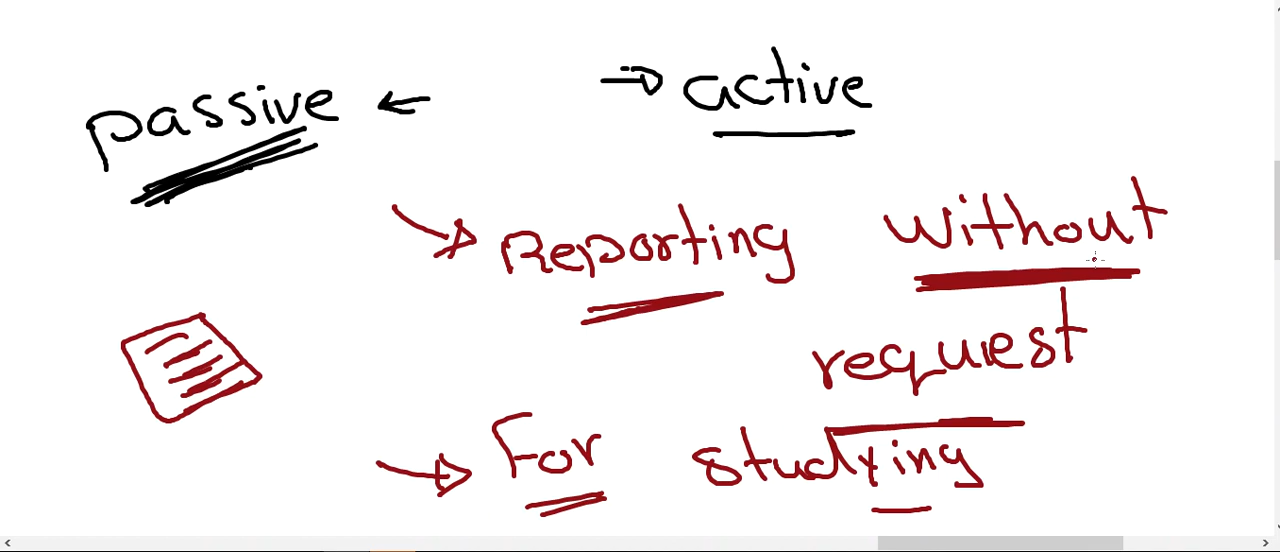 passive ← → active
→ Reporting without
request
→ For studying